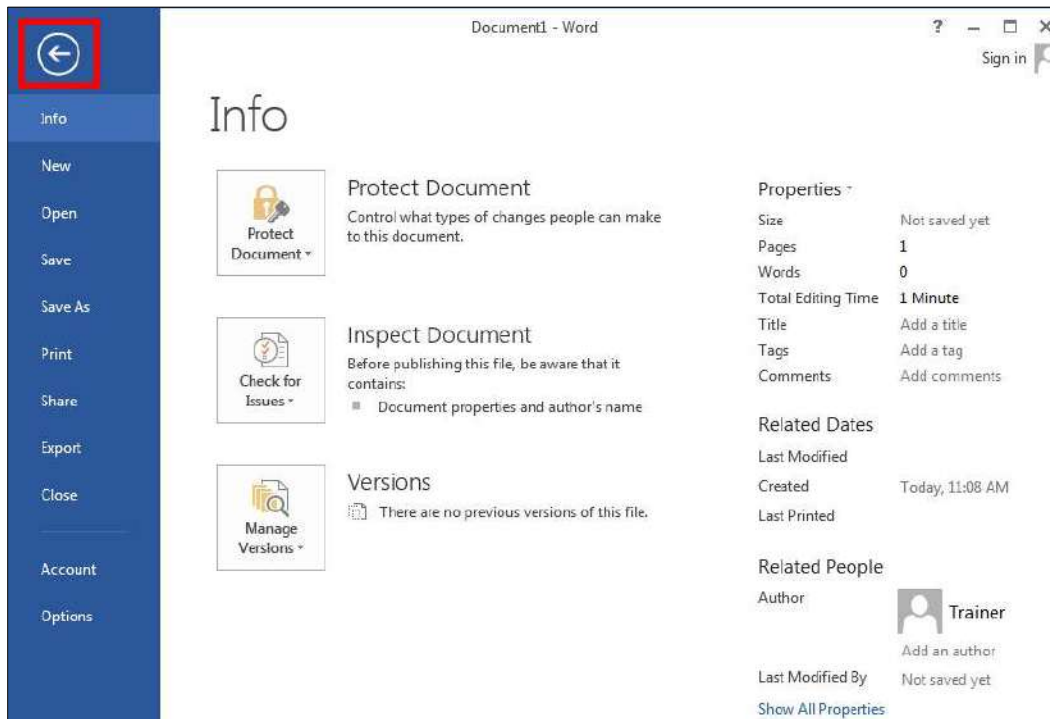 Document1 - Word
?
Sign in
Info
New
Open
Save
Save As
Print
Share
Export
Close
Account
Options
Info
Protect Document
Protect Document
Control what types of changes people can make
to this document.
Check for Issues
Inspect Document
Before publishing this file, be aware that it
contains:
Document properties and author's name
Manage Versions
Versions
There are no previous versions of this file.
Properties
Size Not saved yet
Pages 1
Words 0
Total Editing Time 1 Minute
Title Add a title
Tags Add a tag
Comments Add comments
Related Dates
Last Modified
Created Today, 11:08 AM
Last Printed
Related People
Author Trainer
Add an author
Last Modified By Not saved yet
Show All Properties